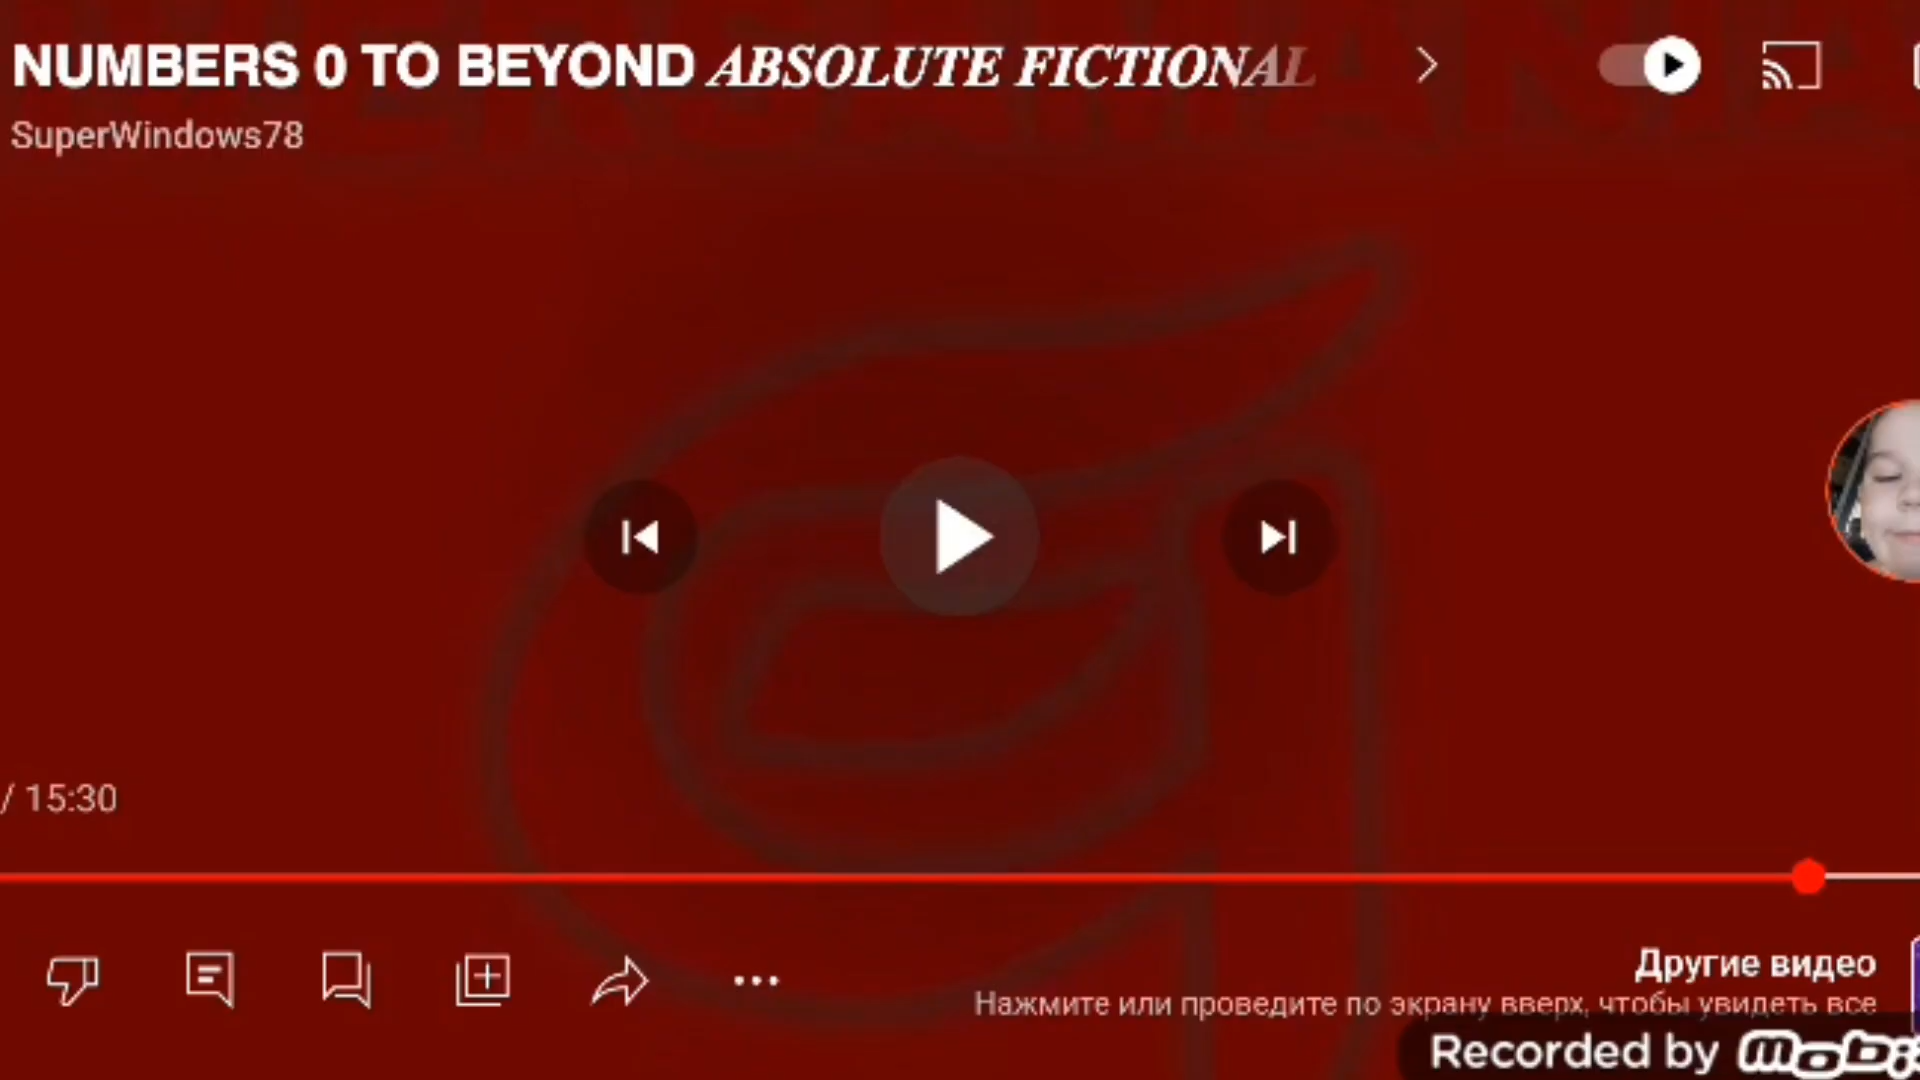 NUMBERS 0 TO BEYOND ABSOLUTE FICTIONAL
SuperWindows78
/ 15:30
Другие видео
Нажмите или проведите по экрану вверх, чтобы увидеть все
Recorded by